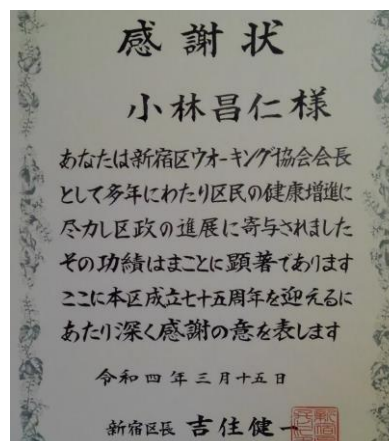 感謝状
小林昌仁様
あなたは新宿区ウオーキング協会会長
として多年にわたり区民の健康増進に
尽力し区政の進展に寄与されました
その功績はまことに顕著であります
ここに本区成立七十五周年を迎えるに
あたり深く感謝の意を表します
令和四年三月十五日
新宿区長 吉住健一